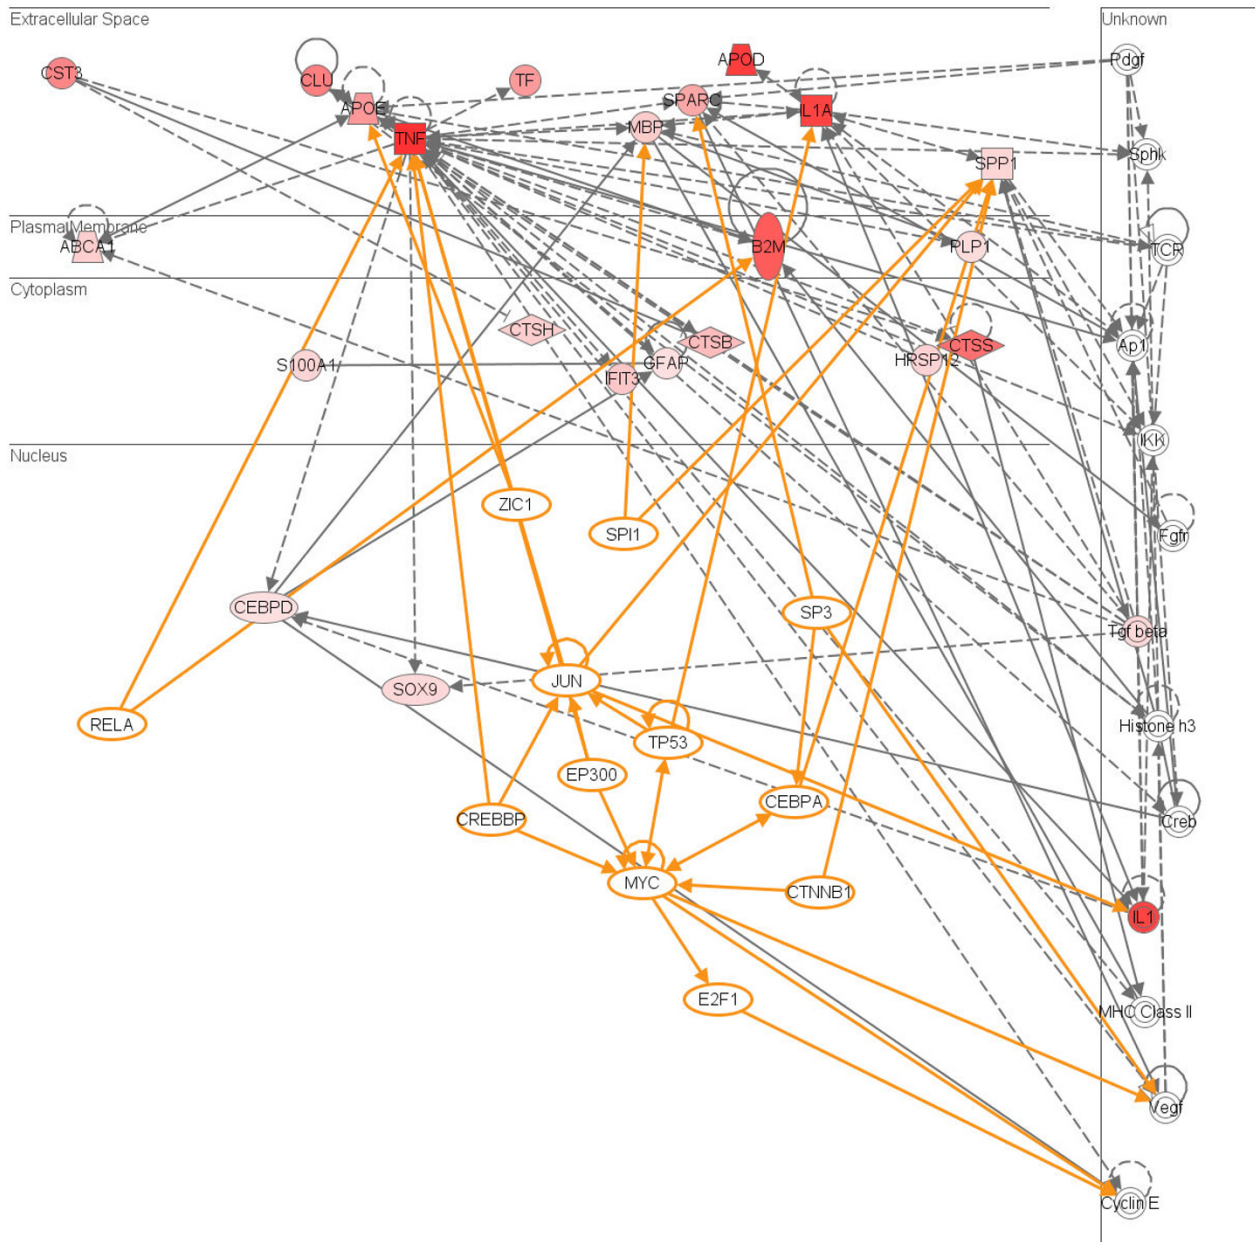 Extracellular Space
Unknown
CST3
CLU
TF
APOD
Pdgf
APOE
SPARC
IL1A
TNF
MBP
SPP1
Sphk
Plasma Membrane
ABCA1
B2M
PLP1
TCR
Cytoplasm
CTSH
CTSB
CTSS
Ap1
S100A1
IFIT3
GFAP
HRSP12
Nucleus
IKK
ZIC1
SPI1
Fgfr
CEBPD
SP3
Tgf beta
JUN
SOX9
RELA
TP53
Histone h3
EP300
CEBPA
CREBBP
Creb
MYC
CTNNB1
IL1
E2F1
MHC Class II
Vegf
Cyclin E